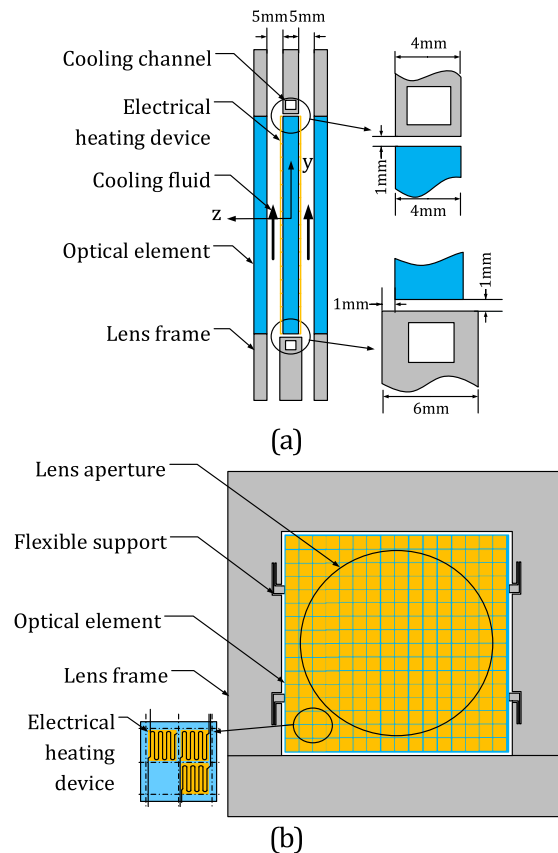 5mm 5mm
4mm
Cooling channel
Electrical
heating device
y
1mm
Cooling fluid
4mm
z
Optical element
1mm
1mm
Lens frame
6mm
(a)
Lens aperture
Flexible support
Optical element
Lens frame
Electrical
heating
device
(b)